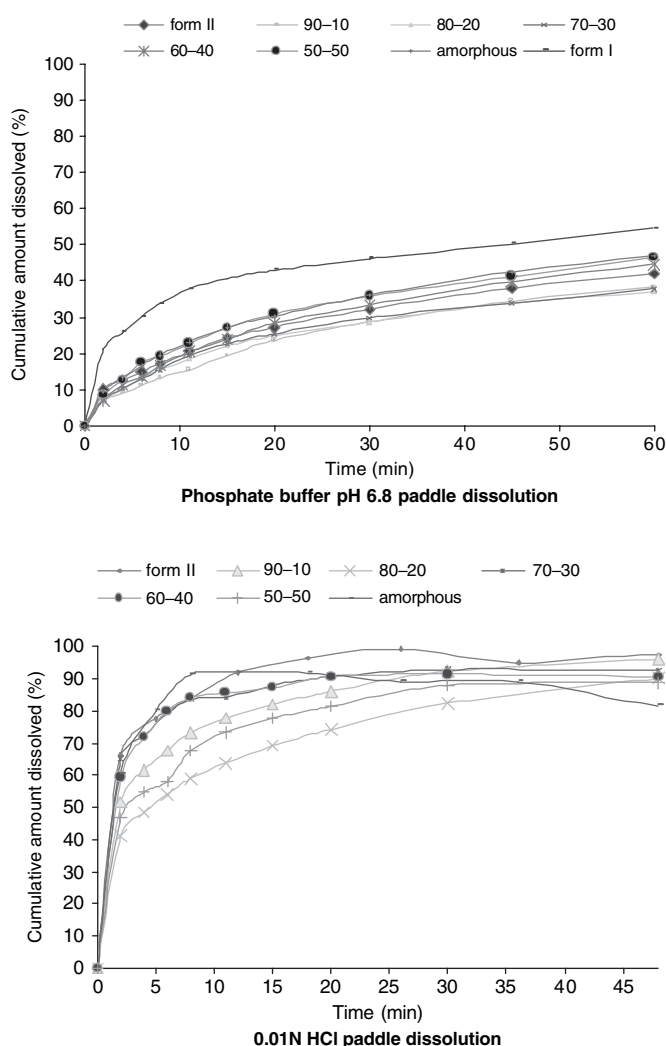 form II 90–10 80–20 70–30
60–40 50–50 amorphous form I
100
90
80
70
60
50
40
30
20
10
0
Cumulative amount dissolved (%)
0 10 20 30 40 50 60
Time (min)
Phosphate buffer pH 6.8 paddle dissolution
form II 90–10 80–20 70–30
60–40 50–50 amorphous
100
90
80
70
60
50
40
30
20
10
0
Cumulative amount dissolved (%)
0 5 10 15 20 25 30 35 40 45
Time (min)
0.01N HCl paddle dissolution